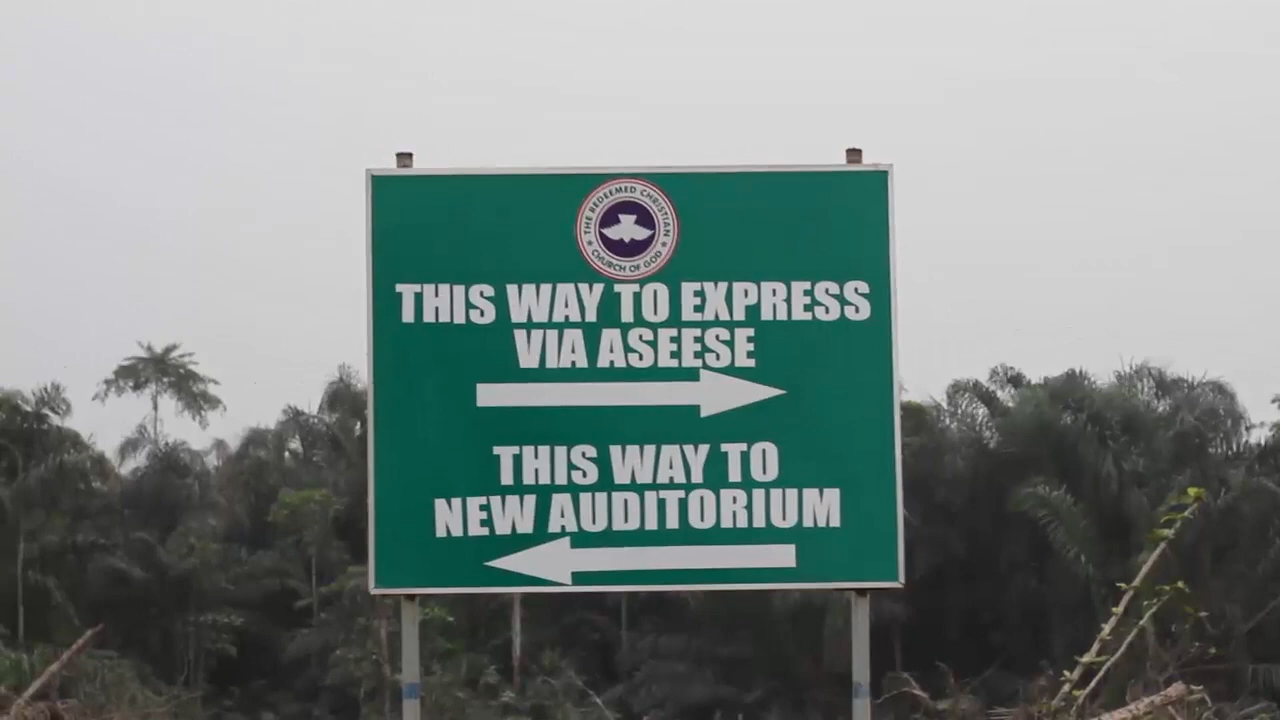 THE REDEEMED CHRISTIAN
CHURCH OF GOD
THIS WAY TO EXPRESS
VIA ASEESE
THIS WAY TO
NEW AUDITORIUM